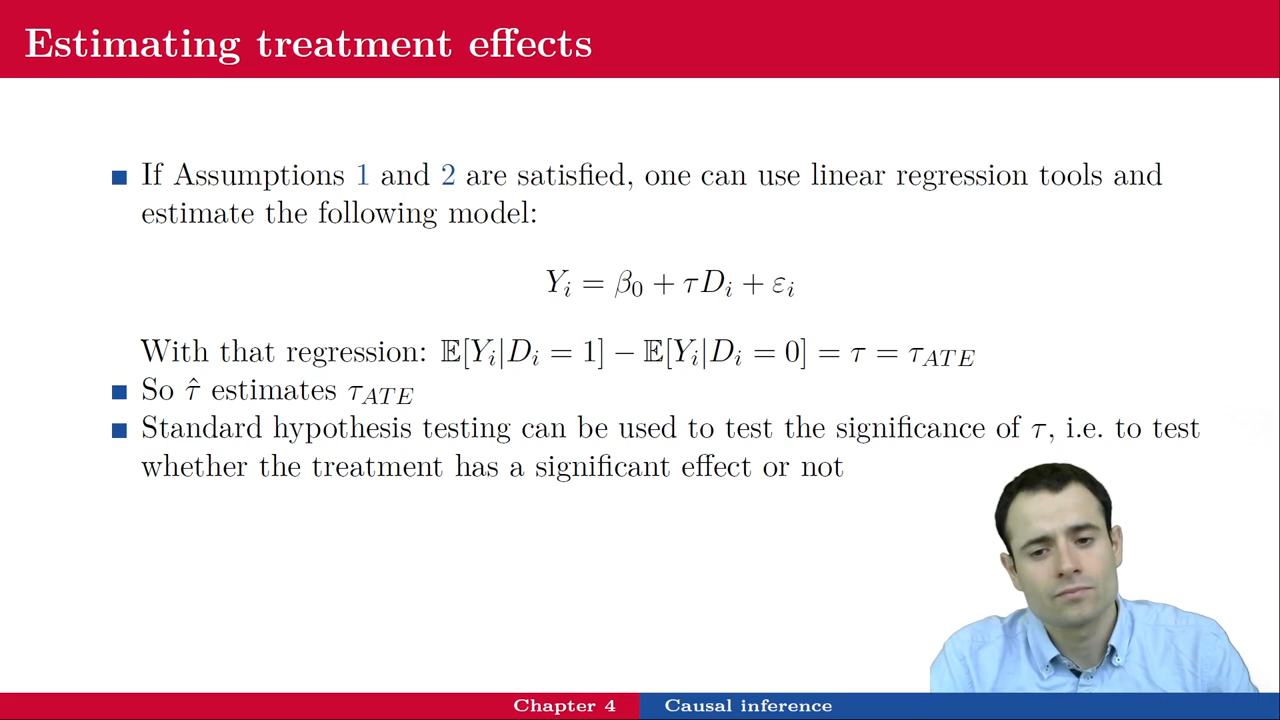 Estimating treatment effects
If Assumptions 1 and 2 are satisfied, one can use linear regression tools and
estimate the following model:
Yᵢ = β₀ + τDᵢ + εᵢ
With that regression: 𝔼[Yᵢ|Dᵢ = 1] − 𝔼[Yᵢ|Dᵢ = 0] = τ = τ_ATE
So τ̂ estimates τ_ATE
Standard hypothesis testing can be used to test the significance of τ, i.e. to test
whether the treatment has a significant effect or not
Chapter 4 Causal inference